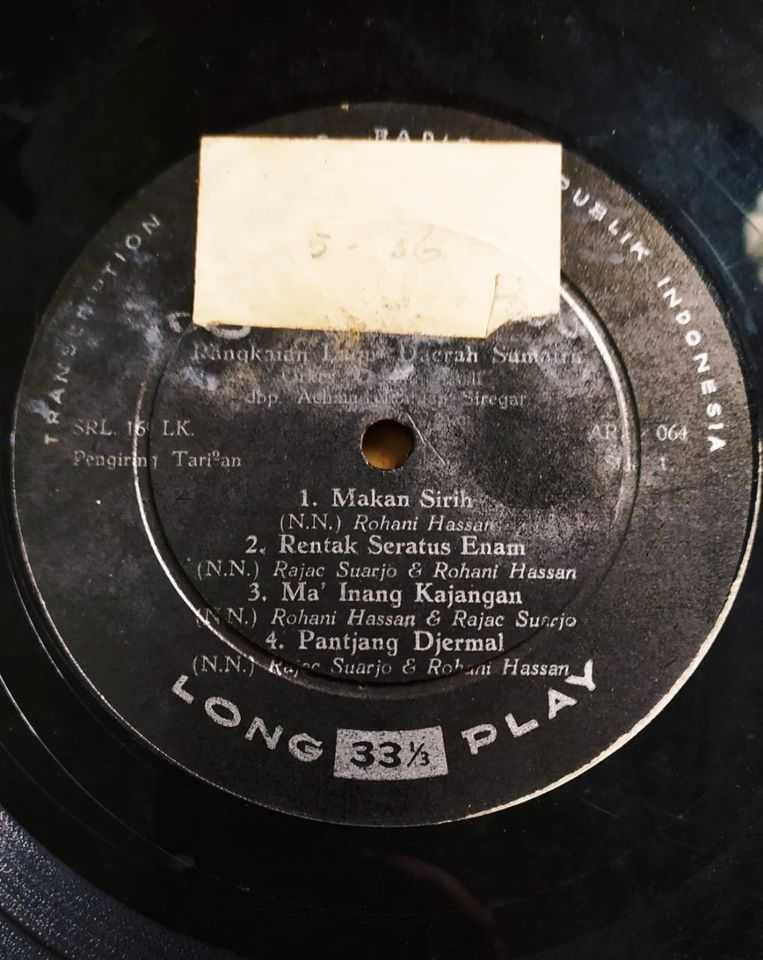 RADIO REPUBLIK INDONESIA
5 - 36
Rangkaian Lagu Daerah Sumatra
Orkes
dbp. Siregar
SRL. LK.
064
Pengiring Tari²an
1. Makan Sirih
(N.N.) Rohani Hassan
2. Rentak Seratus Enam
(N.N.) Rajac Suarjo & Rohani Hassan
3. Ma' Inang Kajangan
(N.N.) Rohani Hassan & Rajac Suarjo
4. Pantjang Djermal
(N.N.) Rajac Suarjo & Rohani Hassan
LONG 33⅓ PLAY
TRANSCRIPTION